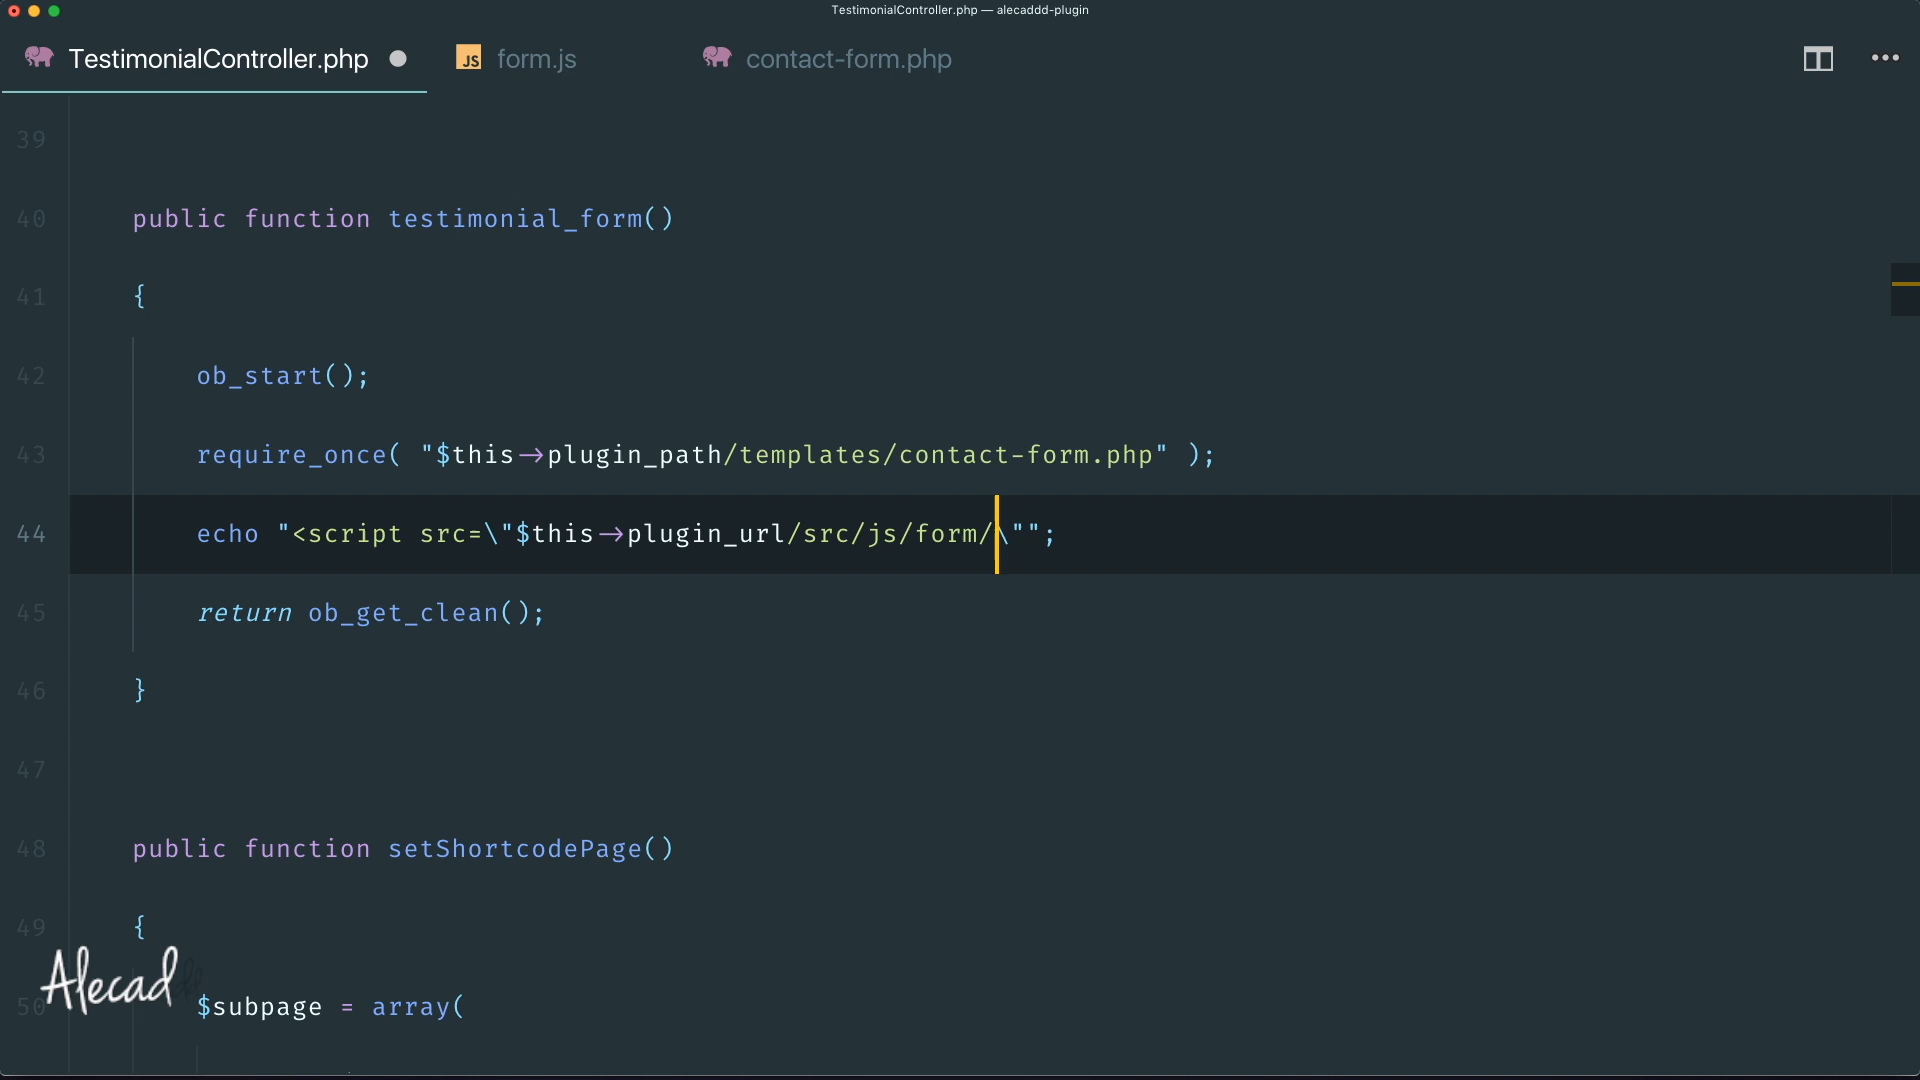 TestimonialController.php — alecaddd-plugin
TestimonialController.php
JS form.js
contact-form.php
39
40 public function testimonial_form()
41 {
42 ob_start();
43 require_once( "$this->plugin_path/templates/contact-form.php" );
44 echo "<script src=\"$this->plugin_url/src/js/form/\"";
45 return ob_get_clean();
46 }
47
48 public function setShortcodePage()
49 {
50 $subpage = array(
Alecad